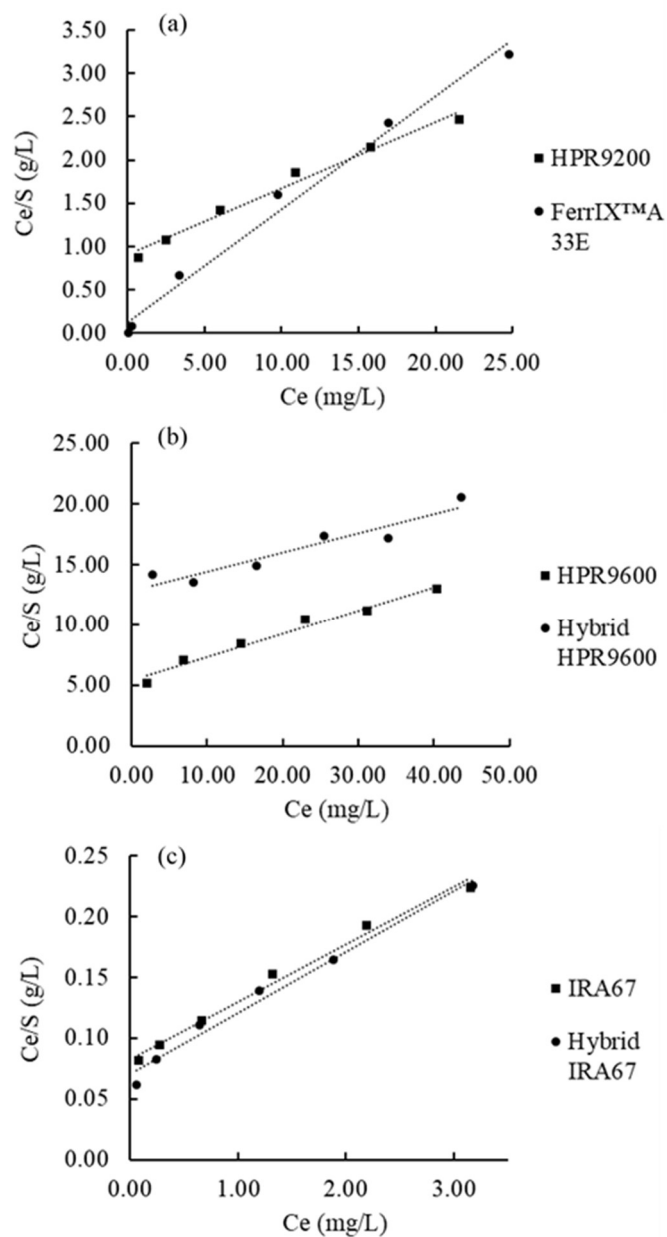 (a)
Ce/S (g/L)
3.50
3.00
2.50
2.00
1.50
1.00
0.50
0.00
0.00 5.00 10.00 15.00 20.00 25.00
Ce (mg/L)
HPR9200
FerrIX™A
33E
(b)
Ce/S (g/L)
25.00
20.00
15.00
10.00
5.00
0.00
0.00 10.00 20.00 30.00 40.00 50.00
Ce (mg/L)
HPR9600
Hybrid
HPR9600
(c)
Ce/S (g/L)
0.25
0.20
0.15
0.10
0.05
0.00
0.00 1.00 2.00 3.00
Ce (mg/L)
IRA67
Hybrid
IRA67